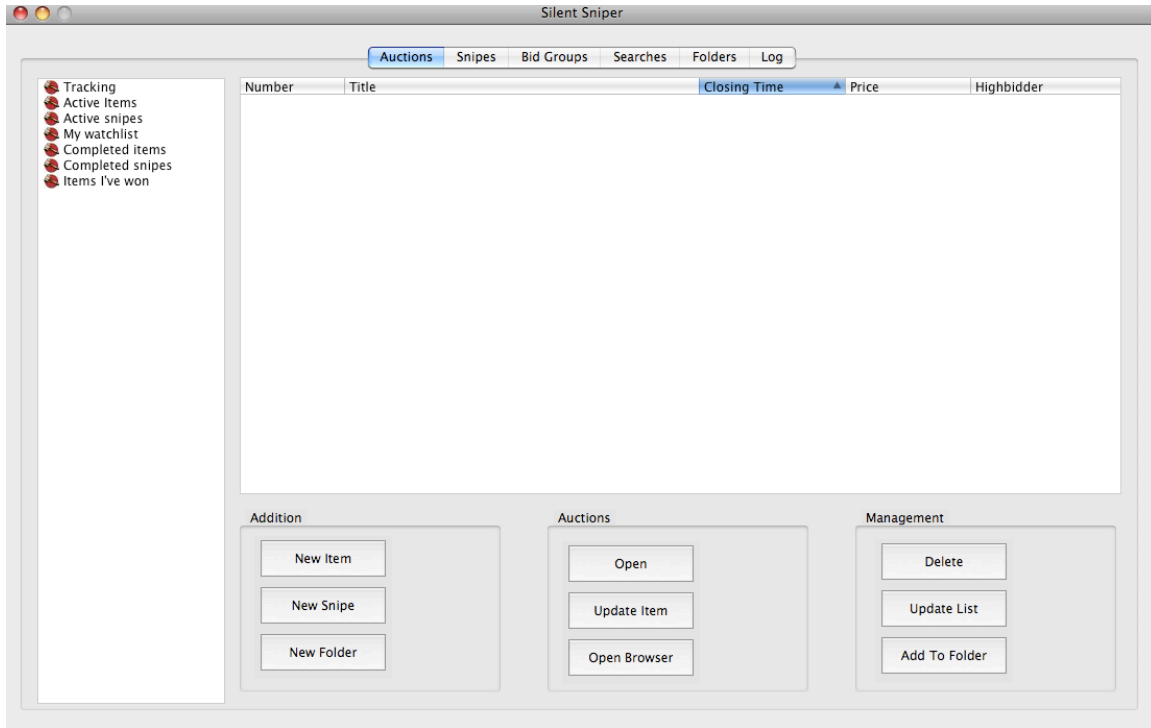 Silent Sniper
Auctions Snipes Bid Groups Searches Folders Log
Tracking
Active Items
Active snipes
My watchlist
Completed items
Completed snipes
Items I've won
Number Title Closing Time Price Highbidder
Addition
New Item
New Snipe
New Folder
Auctions
Open
Update Item
Open Browser
Management
Delete
Update List
Add To Folder